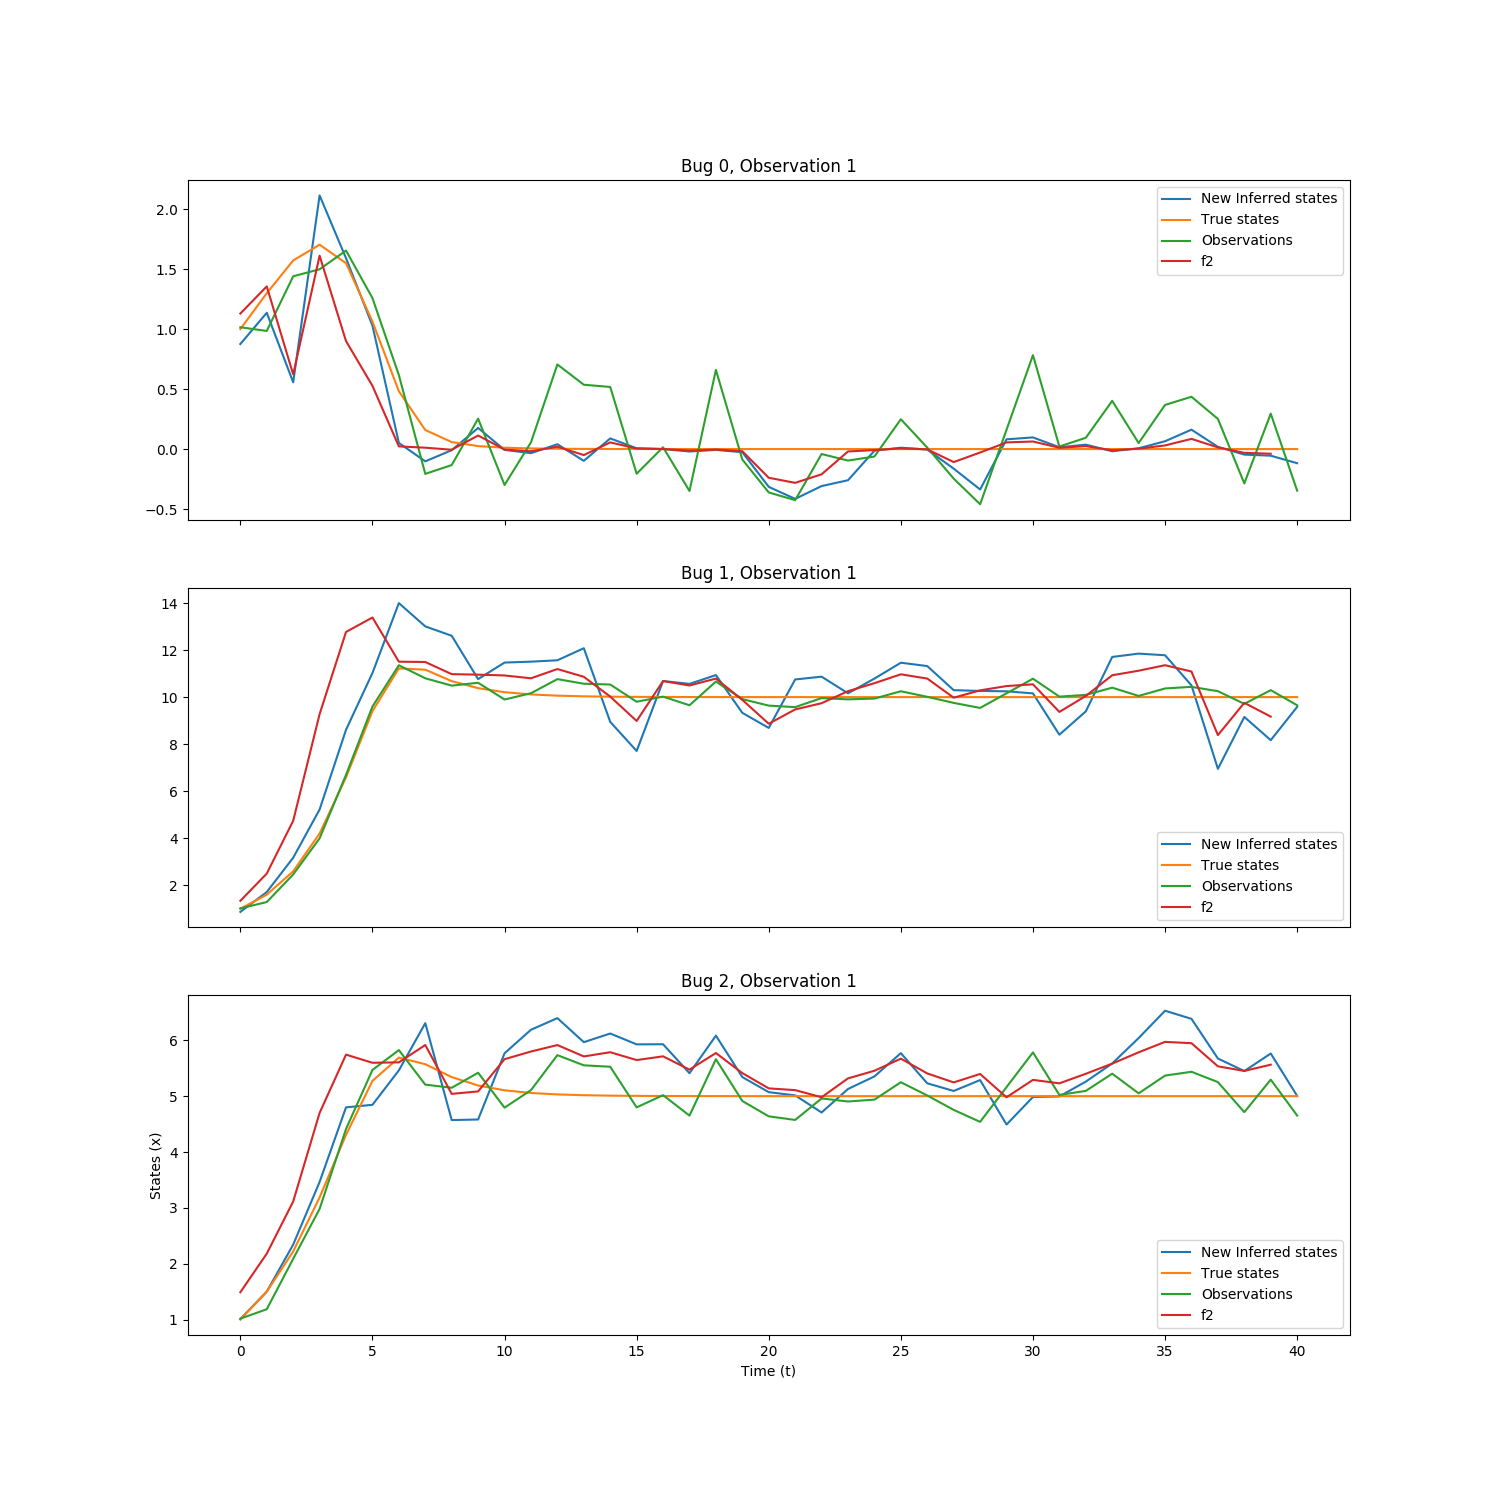 Bug 0, Observation 1
New Inferred states
True states
Observations
f2
2.0
1.5
1.0
0.5
0.0
−0.5
Bug 1, Observation 1
14
12
10
8
6
4
2
New Inferred states
True states
Observations
f2
Bug 2, Observation 1
States (x)
6
5
4
3
2
1
New Inferred states
True states
Observations
f2
0 5 10 15 20 25 30 35 40
Time (t)